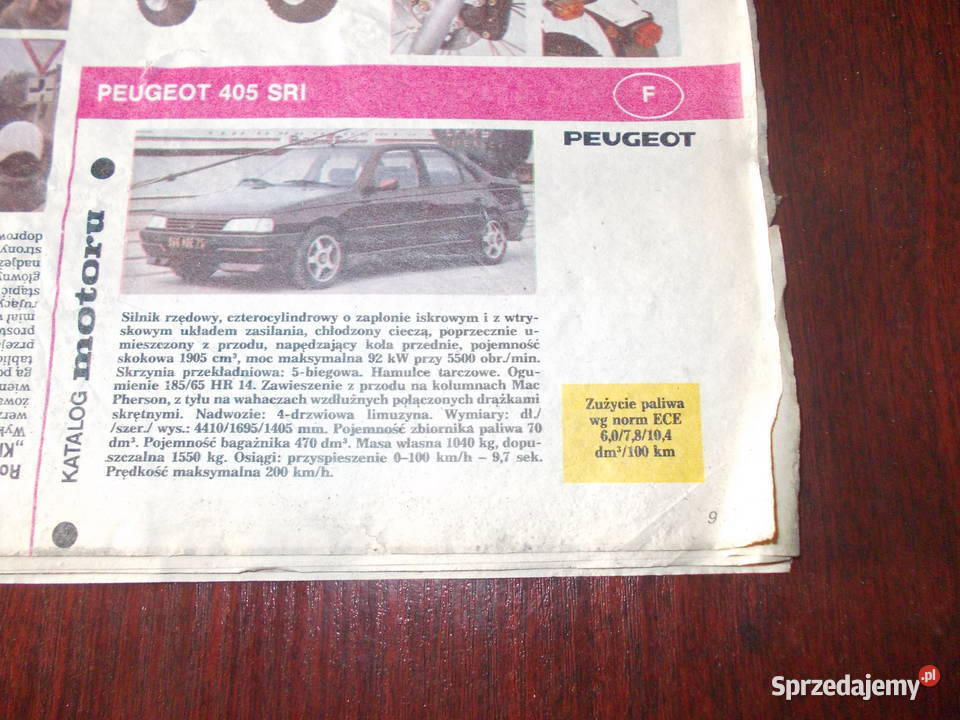 PEUGEOT 405 SRI
F
PEUGEOT
KATALOG motoru
Silnik rzędowy, czterocylindrowy o zapłonie iskrowym i z wtry-
skowym układem zasilania, chłodzony cieczą, poprzecznie u-
mieszczony z przodu, napędzający koła przednie, pojemność
skokowa 1905 cm³, moc maksymalna 92 kW przy 5500 obr./min.
Skrzynia przekładniowa: 5-biegowa. Hamulce tarczowe. Ogu-
mienie 185/65 HR 14. Zawieszenie z przodu na kolumnach Mac
Pherson, z tyłu na wahaczach wzdłużnych połączonych drążkami
skrętnymi. Nadwozie: 4-drzwiowa limuzyna. Wymiary: dł./
/szer./ wys.: 4410/1695/1405 mm. Pojemność zbiornika paliwa 70
dm³. Pojemność bagażnika 470 dm³. Masa własna 1040 kg, dopu-
szczalna 1550 kg. Osiągi: przyspieszenie 0–100 km/h – 9,7 sek.
Prędkość maksymalna 200 km/h.
Zużycie paliwa
wg norm ECE
6,0/7,8/10,4
dm³/100 km
9
Sprzedajemy.pl